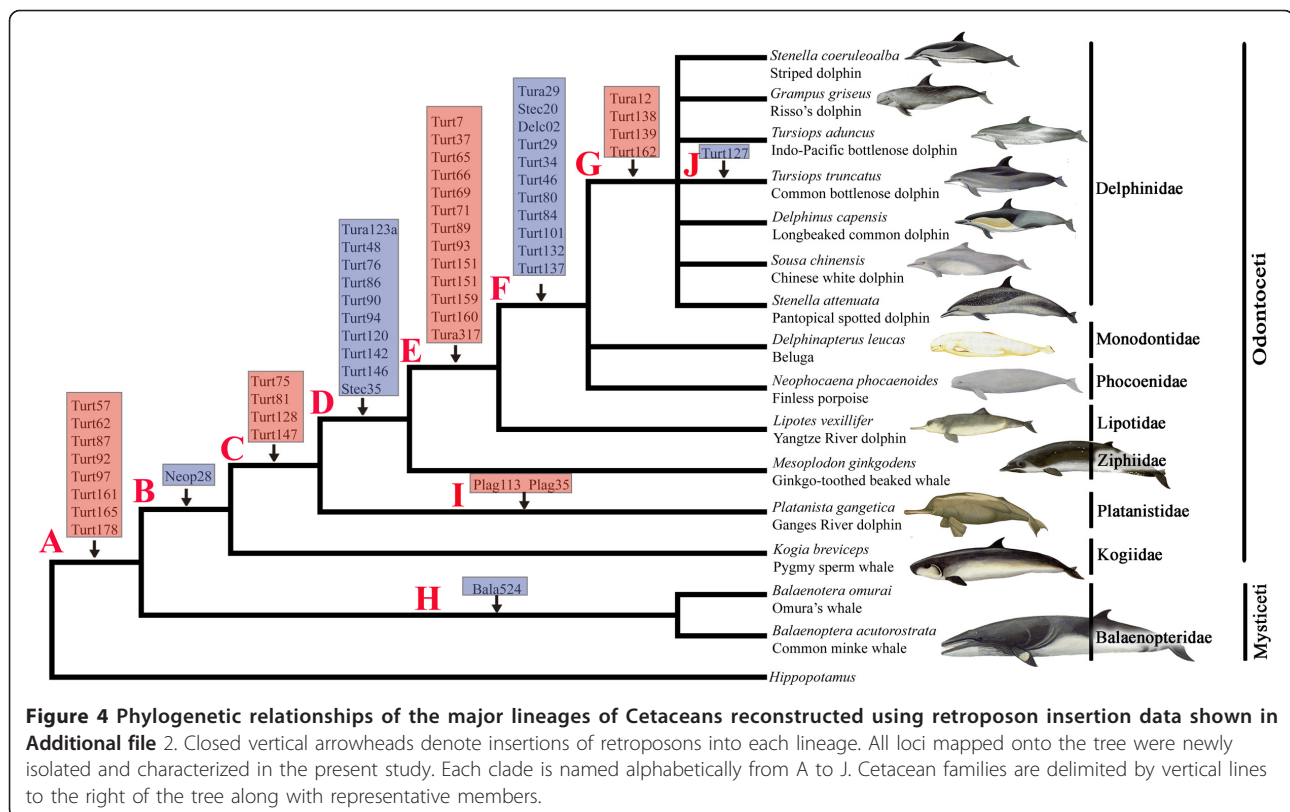 Stenella coeruleoalba
Striped dolphin
Grampus griseus
Risso's dolphin
Tursiops aduncus
Indo-Pacific bottlenose dolphin
Tursiops truncatus
Common bottlenose dolphin
Delphinus capensis
Longbeaked common dolphin
Sousa chinensis
Chinese white dolphin
Stenella attenuata
Pantopical spotted dolphin
Delphinapterus leucas
Beluga
Neophocaena phocaenoides
Finless porpoise
Lipotes vexillifer
Yangtze River dolphin
Mesoplodon ginkgodens
Ginkgo-toothed beaked whale
Platanista gangetica
Ganges River dolphin
Kogia breviceps
Pygmy sperm whale
Balaenotera omurai
Omura's whale
Balaenoptera acutorostrata
Common minke whale
Hippopotamus
Delphinidae
Monodontidae
Phocoenidae
Lipotidae
Ziphiidae
Platanistidae
Kogiidae
Balaenopteridae
Odontoceti
Mysticeti
A
Turt57
Turt62
Turt87
Turt92
Turt97
Turt161
Turt165
Turt178
B
Neop28
C
Turt75
Turt81
Turt128
Turt147
D
Tura123a
Turt48
Turt76
Turt86
Turt90
Turt94
Turt120
Turt142
Turt146
Stec35
E
Turt7
Turt37
Turt65
Turt66
Turt69
Turt71
Turt89
Turt93
Turt151
Turt151
Turt159
Turt160
Tura317
F
Tura29
Stec20
Delc02
Turt29
Turt34
Turt46
Turt80
Turt84
Turt101
Turt132
Turt137
G
Tura12
Turt138
Turt139
Turt162
J
Turt127
I
Plag113 Plag35
H
Bala524
Figure 4 Phylogenetic relationships of the major lineages of Cetaceans reconstructed using retroposon insertion data shown in
Additional file 2. Closed vertical arrowheads denote insertions of retroposons into each lineage. All loci mapped onto the tree were newly
isolated and characterized in the present study. Each clade is named alphabetically from A to J. Cetacean families are delimited by vertical lines
to the right of the tree along with representative members.